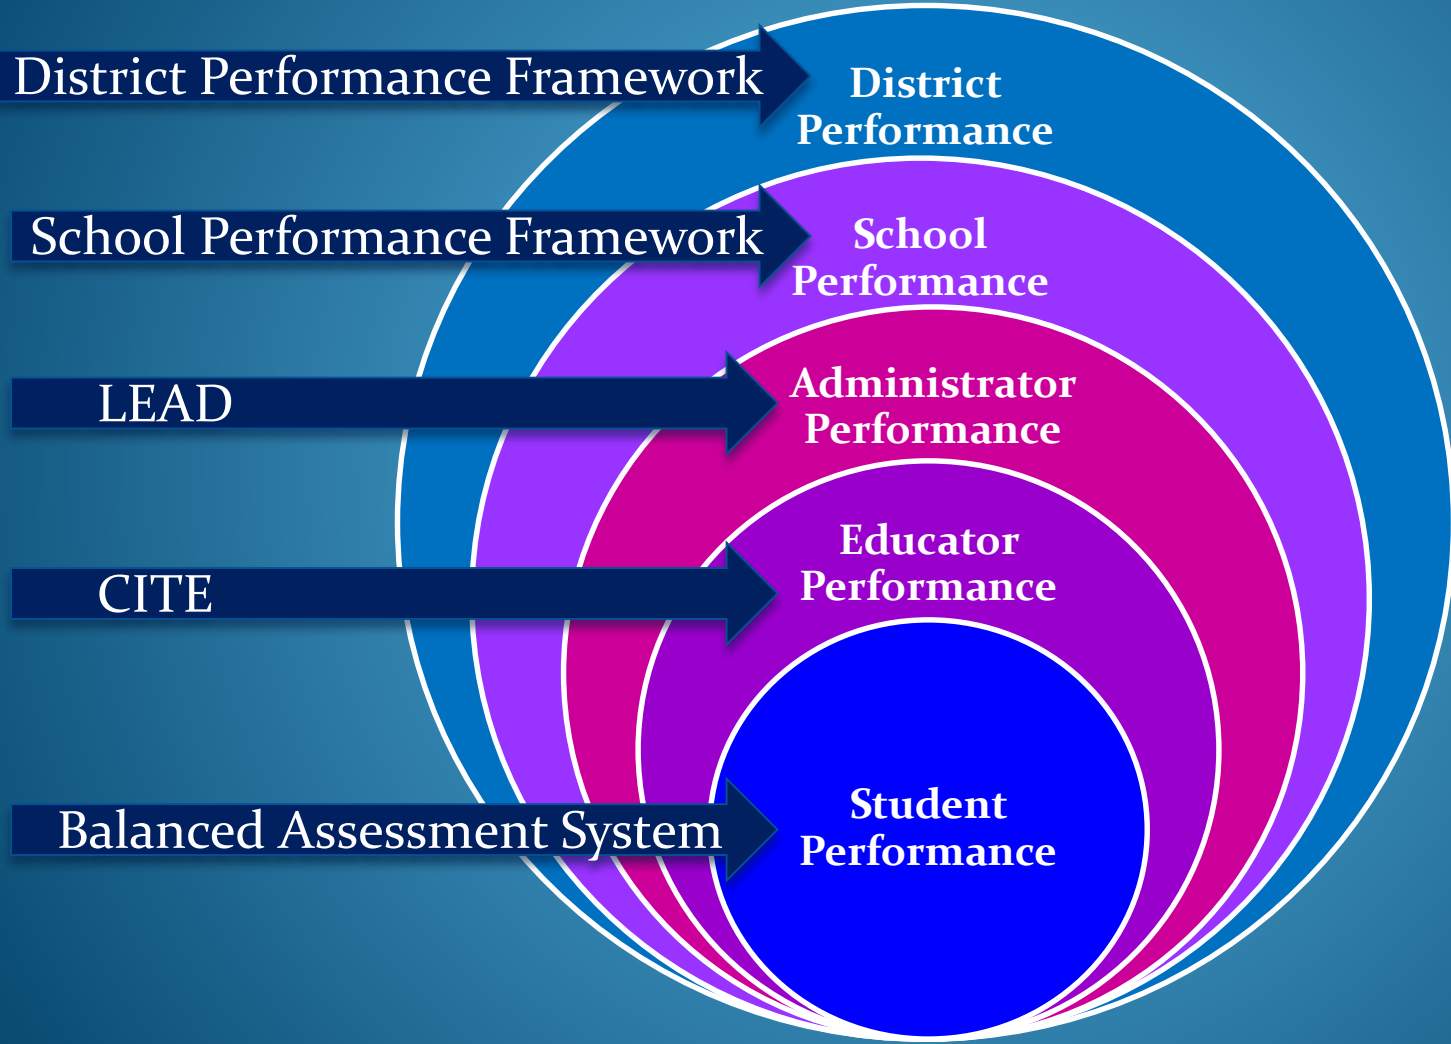 District Performance Framework
District
Performance
School Performance Framework
School
Performance
LEAD
Administrator
Performance
CITE
Educator
Performance
Balanced Assessment System
Student
Performance